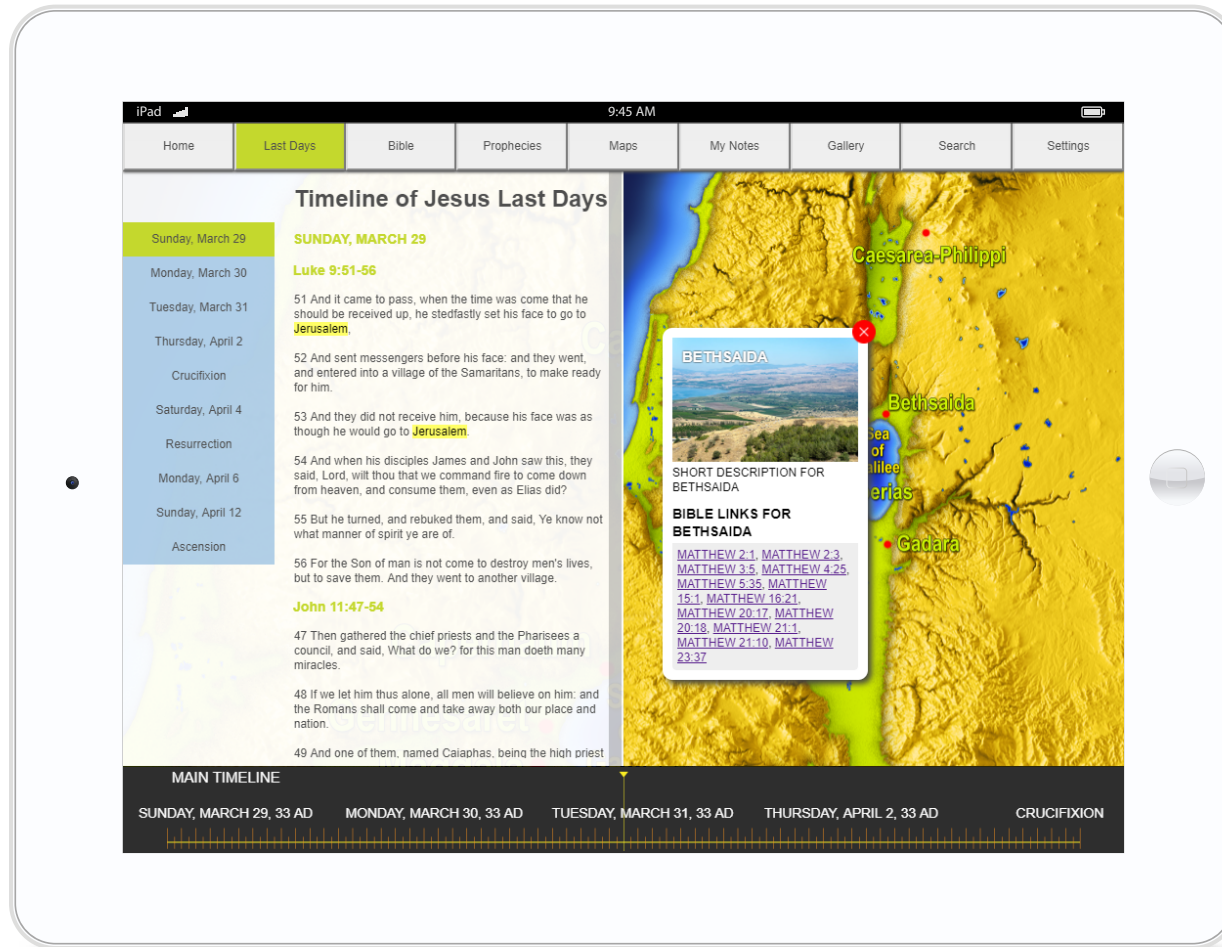 iPad
9:45 AM
Home
Last Days
Bible
Prophecies
Maps
My Notes
Gallery
Search
Settings
Timeline of Jesus Last Days
Sunday, March 29
Monday, March 30
Tuesday, March 31
Thursday, April 2
Crucifixion
Saturday, April 4
Resurrection
Monday, April 6
Sunday, April 12
Ascension
SUNDAY, MARCH 29
Luke 9:51-56
51 And it came to pass, when the time was come that he
should be received up, he stedfastly set his face to go to
Jerusalem,
52 And sent messengers before his face: and they went,
and entered into a village of the Samaritans, to make ready
for him.
53 And they did not receive him, because his face was as
though he would go to Jerusalem.
54 And when his disciples James and John saw this, they
said, Lord, wilt thou that we command fire to come down
from heaven, and consume them, even as Elias did?
55 But he turned, and rebuked them, and said, Ye know not
what manner of spirit ye are of.
56 For the Son of man is not come to destroy men's lives,
but to save them. And they went to another village.
John 11:47-54
47 Then gathered the chief priests and the Pharisees a
council, and said, What do we? for this man doeth many
miracles.
48 If we let him thus alone, all men will believe on him: and
the Romans shall come and take away both our place and
nation.
49 And one of them, named Caiaphas, being the high priest
Caesarea-Philippi
Bethsaida
Sea
of
alilee
erias
Gadara
Gennesaret
BETHSAIDA
SHORT DESCRIPTION FOR
BETHSAIDA
BIBLE LINKS FOR
BETHSAIDA
MATTHEW 2:1, MATTHEW 2:3,
MATTHEW 3:5, MATTHEW 4:25,
MATTHEW 5:35, MATTHEW
15:1, MATTHEW 16:21,
MATTHEW 20:17, MATTHEW
20:18, MATTHEW 21:1,
MATTHEW 21:10, MATTHEW
23:37
MAIN TIMELINE
SUNDAY, MARCH 29, 33 AD
MONDAY, MARCH 30, 33 AD
TUESDAY, MARCH 31, 33 AD
THURSDAY, APRIL 2, 33 AD
CRUCIFIXION